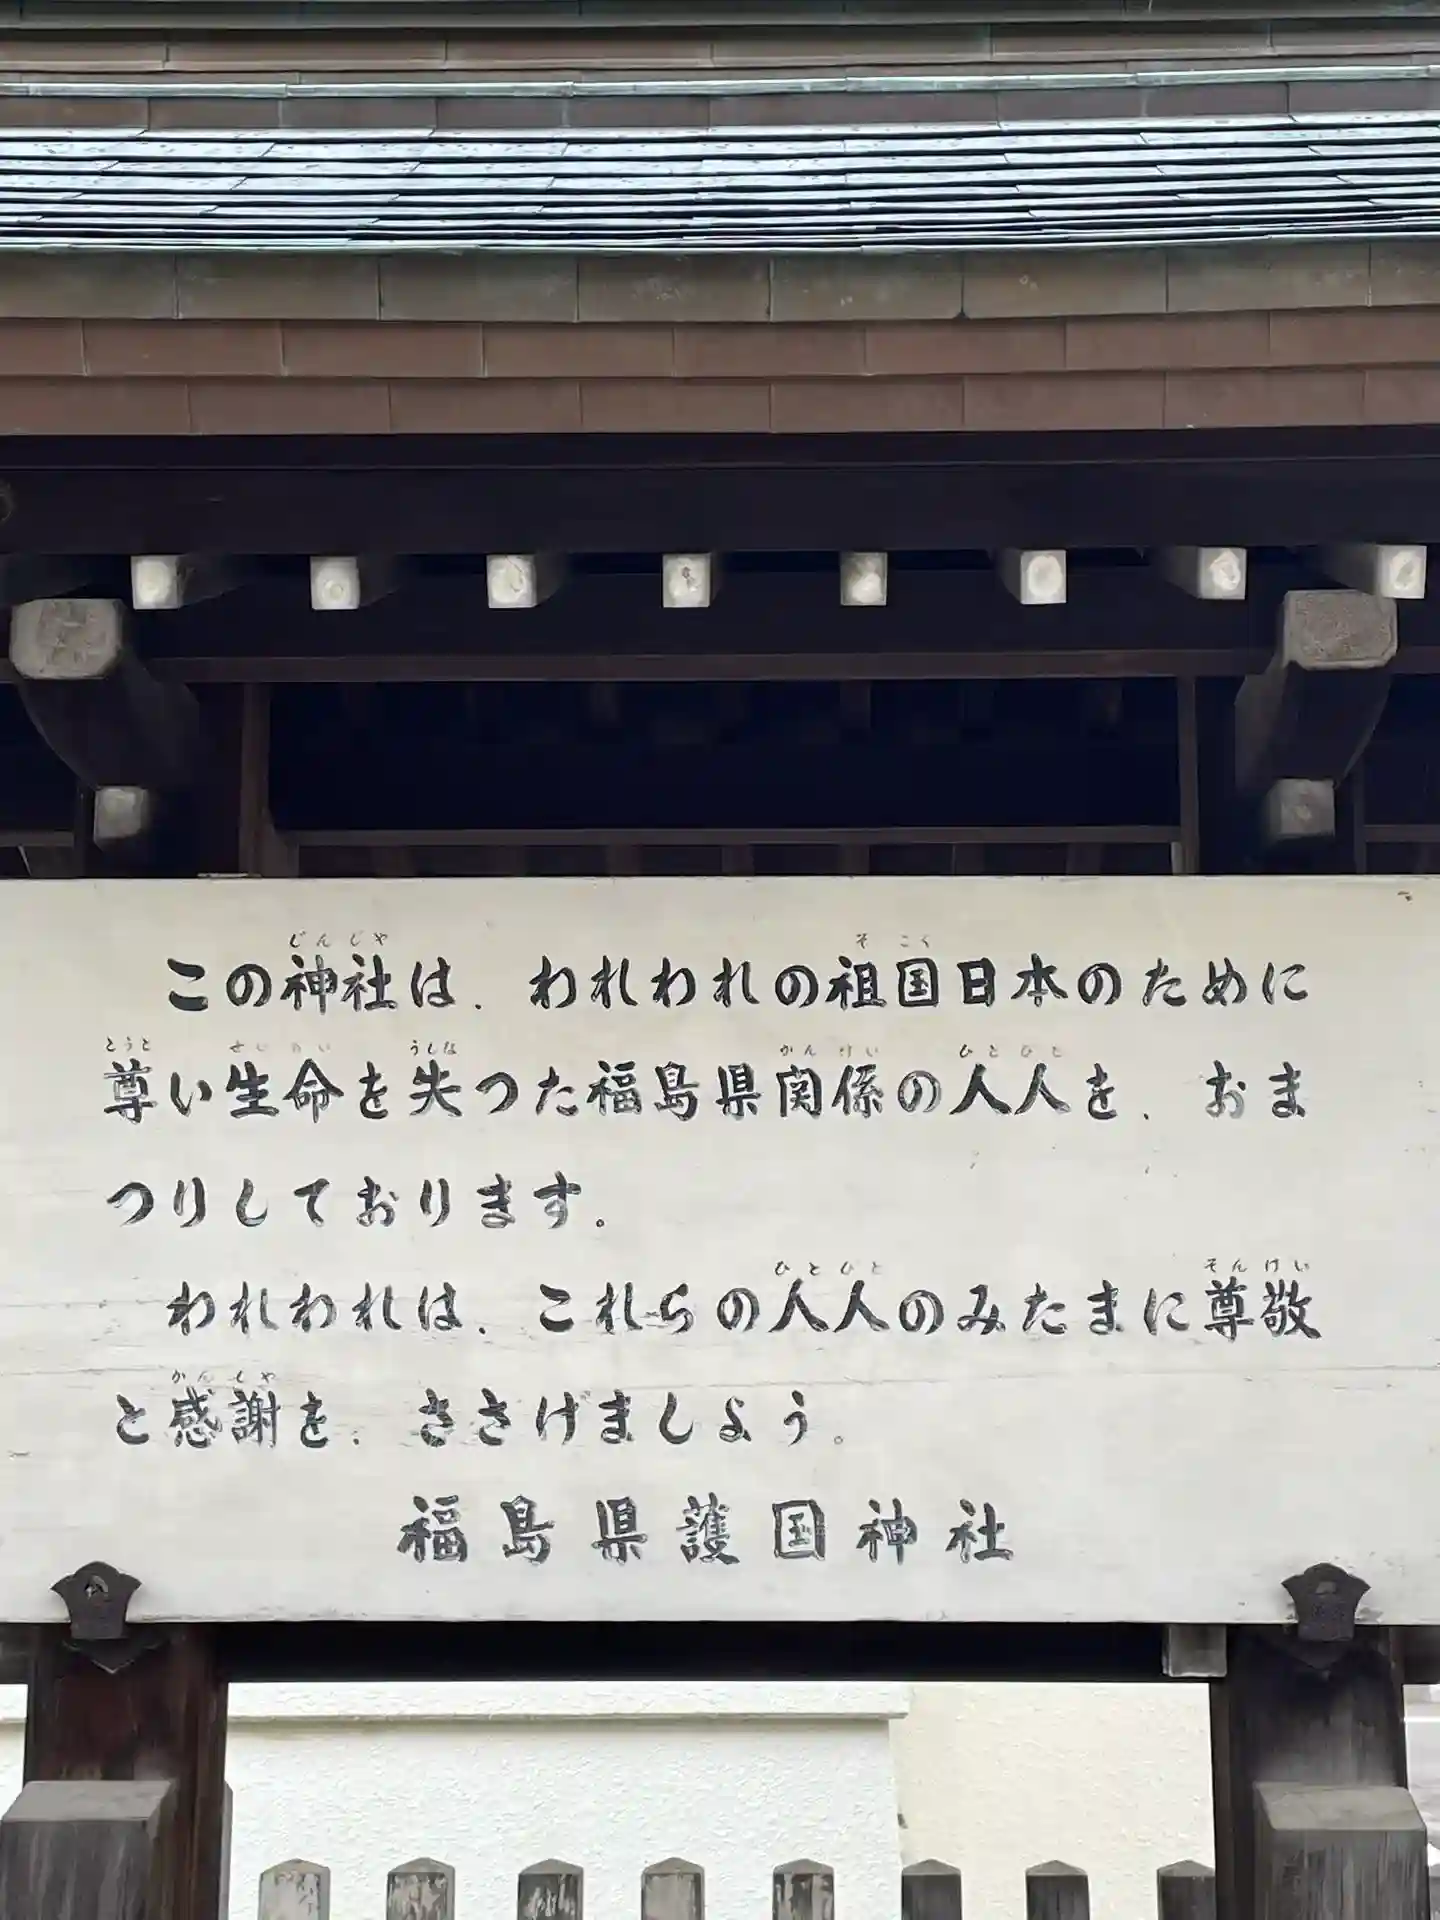 この神社は、われわれの祖国日本のために
尊い生命を失つた福島県関係の人人を、おま
つりしております。
われわれは、これらの人人のみたまに尊敬
と感謝を、ささげましよう。
福島県護国神社